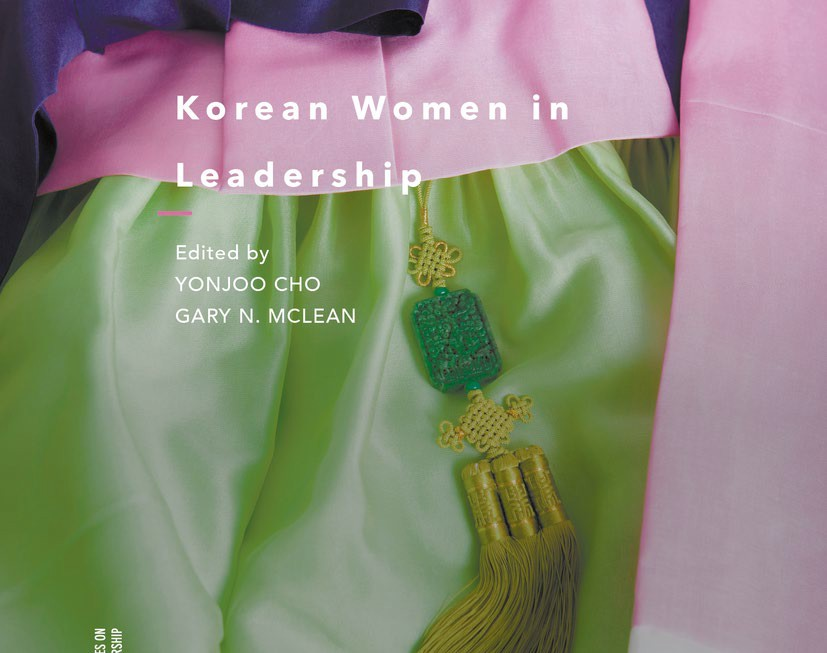 Korean Women in
Leadership
Edited by
YONJOO CHO
GARY N. MCLEAN